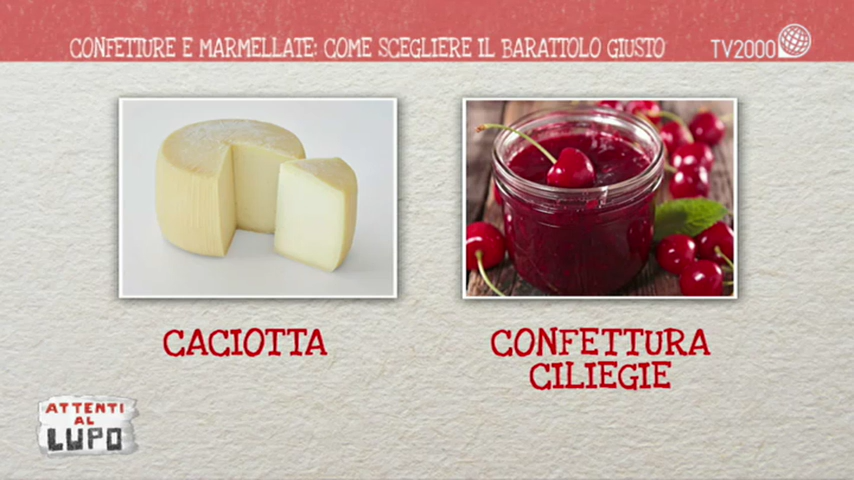 CONFETTURE E MARMELLATE: COME SCEGLIERE IL BARATTOLO GIUSTO
TV2000
CACIOTTA
CONFETTURA
CILIEGIE
ATTENTI
AL
LUPO